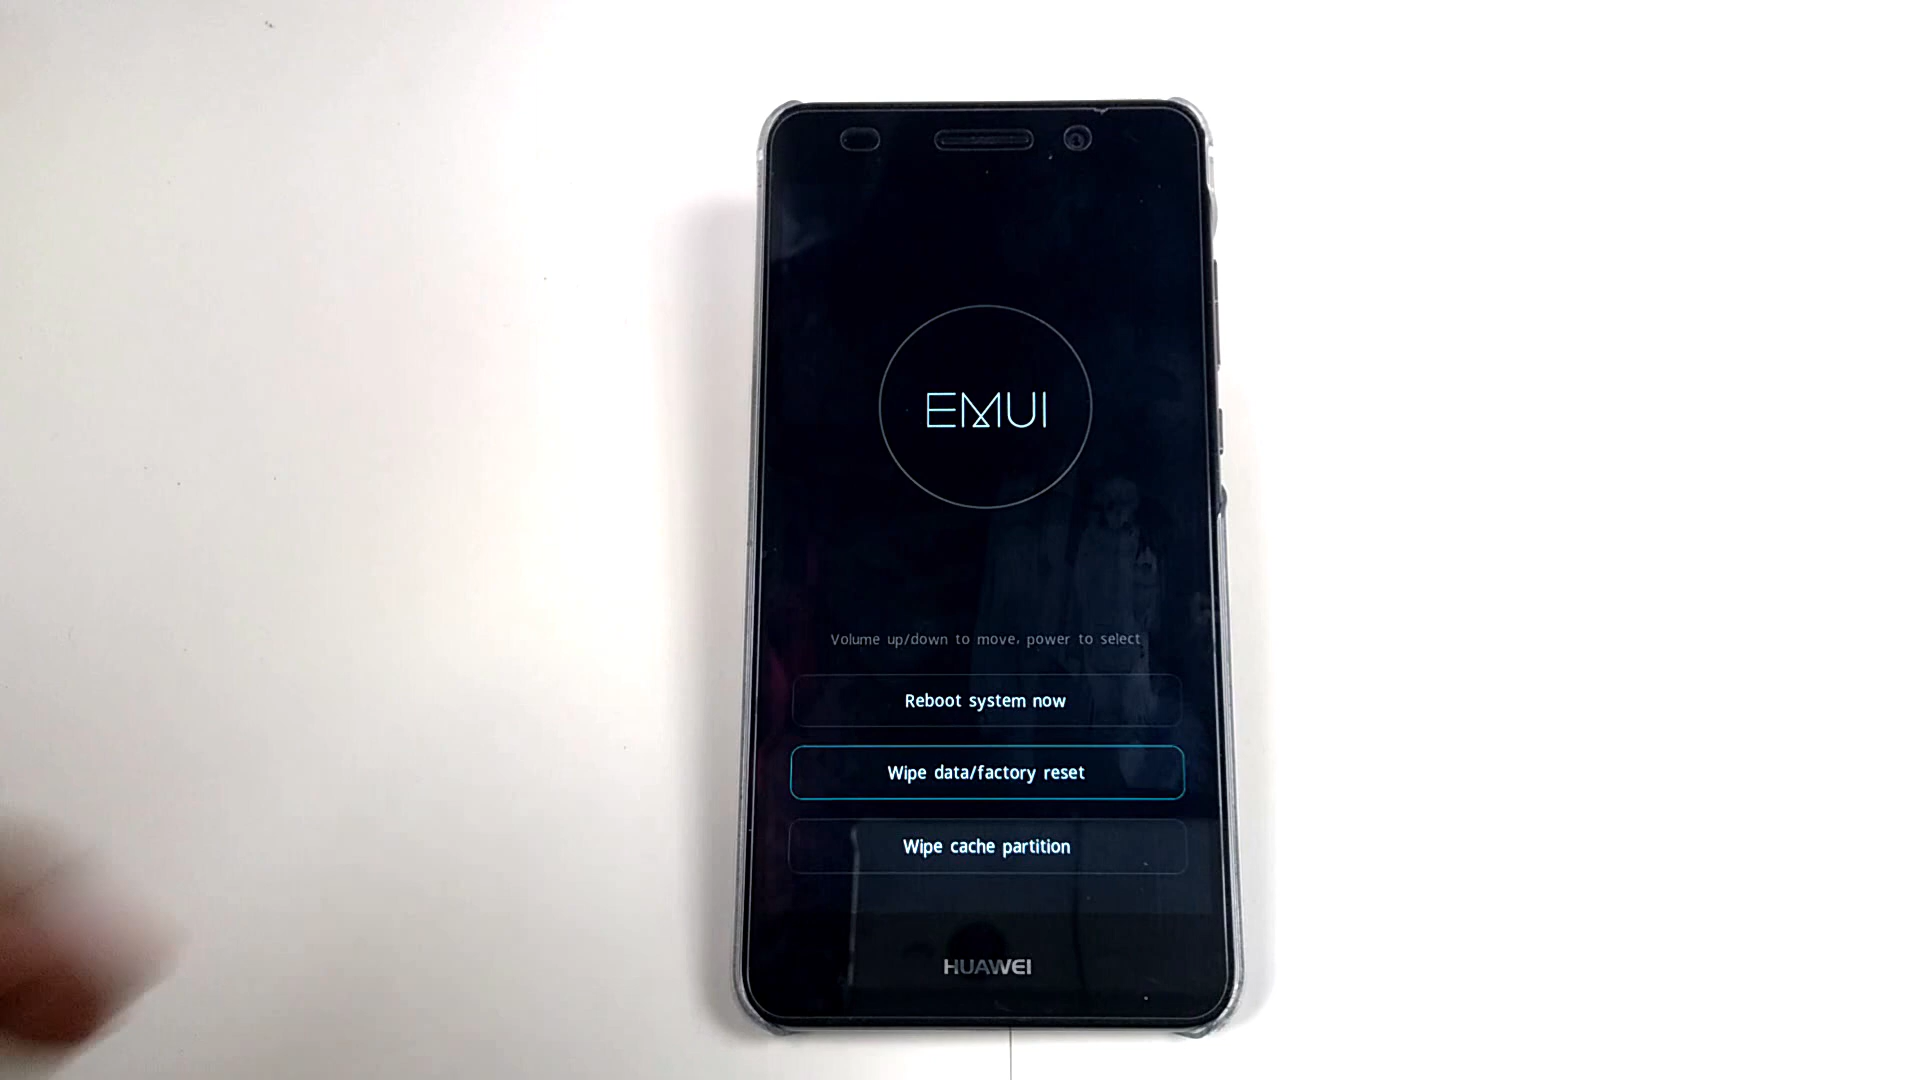 EMUI
Volume up/down to move, power to select
Reboot system now
Wipe data/factory reset
Wipe cache partition
HUAWEI